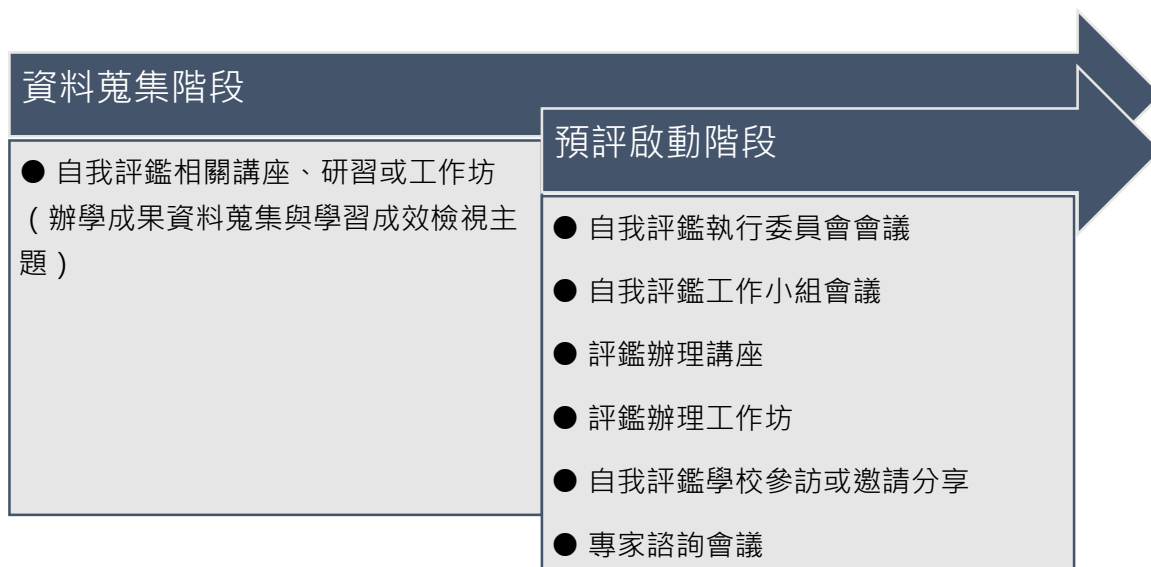 資料蒐集階段
● 自我評鑑相關講座、研習或工作坊
（辦學成果資料蒐集與學習成效檢視主
題）
預評啟動階段
● 自我評鑑執行委員會會議
● 自我評鑑工作小組會議
● 評鑑辦理講座
● 評鑑辦理工作坊
● 自我評鑑學校參訪或邀請分享
● 專家諮詢會議